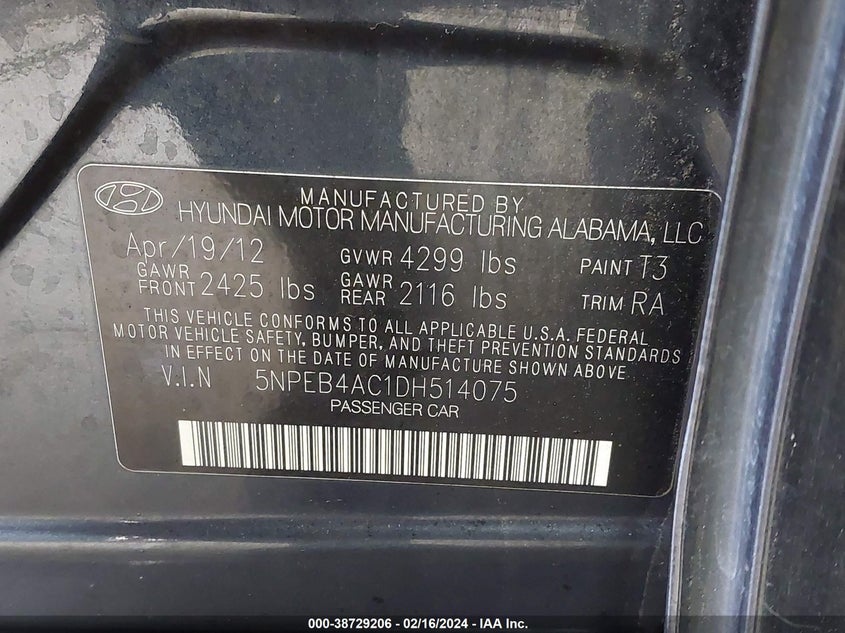 MANUFACTURED BY
HYUNDAI MOTOR MANUFACTURING ALABAMA, LLC
Apr/19/12 GVWR 4299 lbs PAINT T3
GAWR FRONT 2425 lbs GAWR REAR 2116 lbs TRIM RA
THIS VEHICLE CONFORMS TO ALL APPLICABLE U.S.A. FEDERAL
MOTOR VEHICLE SAFETY, BUMPER, AND THEFT PREVENTION STANDARDS
IN EFFECT ON THE DATE OF MANUFACTURE SHOWN ABOVE
V.I.N 5NPEB4AC1DH514075
PASSENGER CAR
000-38729206 - 02/16/2024 - IAA Inc.